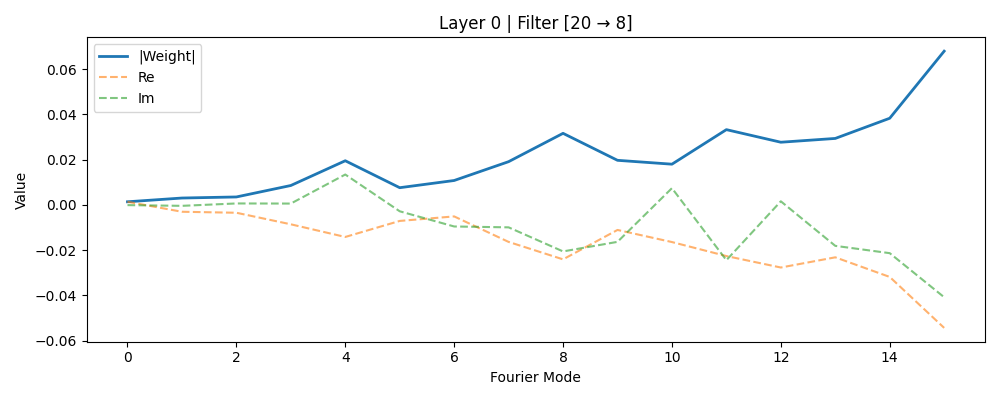 Layer 0 | Filter [20 → 8]
|Weight|
Re
Im
0.06
0.04
0.02
0.00
−0.02
−0.04
−0.06
Value
0 2 4 6 8 10 12 14
Fourier Mode